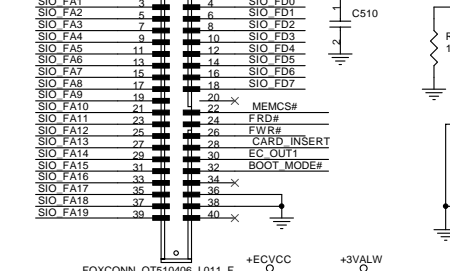 SIO_FA1 3 4 SIO_FD0
SIO_FA2 5 6 SIO_FD1
SIO_FA3 7 8 SIO_FD2
SIO_FA4 9 10 SIO_FD3
SIO_FA5 11 12 SIO_FD4
SIO_FA6 13 14 SIO_FD5
SIO_FA7 15 16 SIO_FD6
SIO_FA8 17 18 SIO_FD7
SIO_FA9 19 20
SIO_FA10 21 22 MEMCS#
SIO_FA11 23 24 FRD#
SIO_FA12 25 26 FWR#
SIO_FA13 27 28 CARD_INSERT
SIO_FA14 29 30 EC_OUT1
SIO_FA15 31 32 BOOT_MODE#
SIO_FA16 33 34
SIO_FA17 35 36
SIO_FA18 37 38
SIO_FA19 39 40
1
C510
2
R
1
+ECVCC
+3VALW